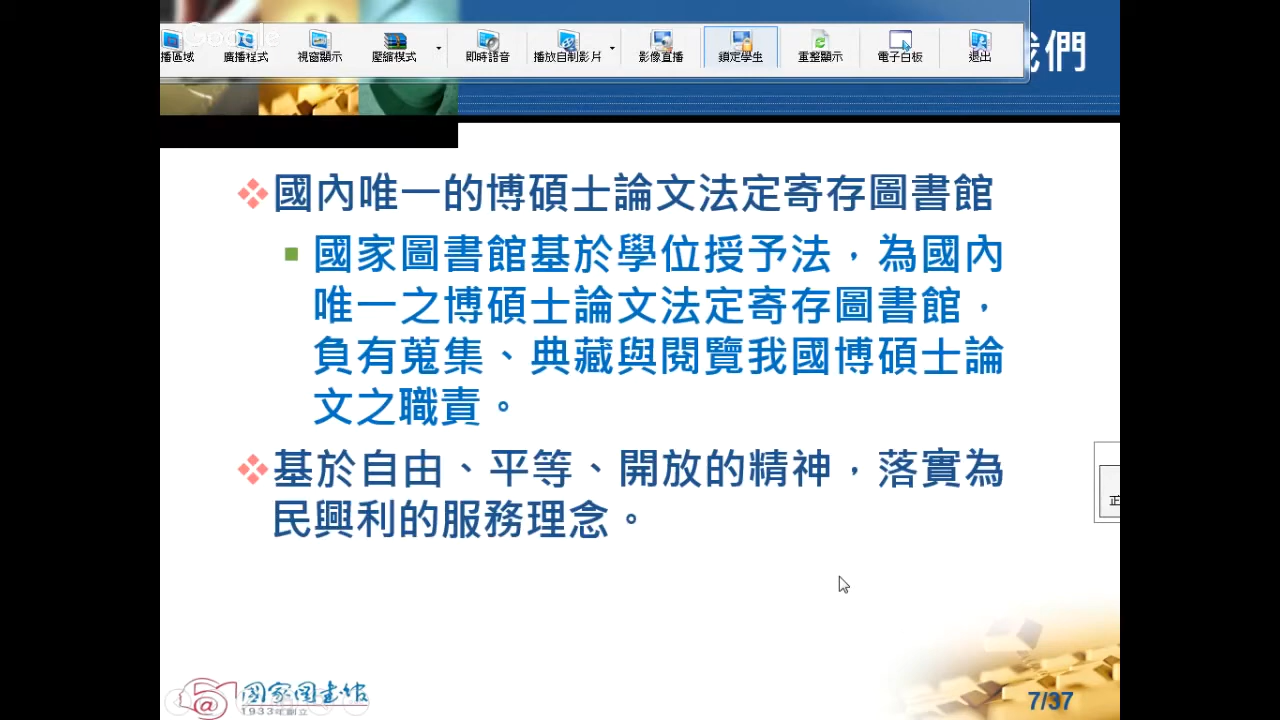 Google
播區域 廣播程式 視窗顯示 壓縮模式 即時語音 播放自制影片 影像直播 鎖定學生 重整顯示 電子白板 退出
我們
國內唯一的博碩士論文法定寄存圖書館
國家圖書館基於學位授予法，為國內
唯一之博碩士論文法定寄存圖書館，
負有蒐集、典藏與閱覽我國博碩士論
文之職責。
基於自由、平等、開放的精神，落實為
民興利的服務理念。
正
國家圖書館
1933年創立
7/37